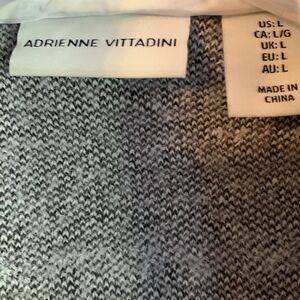 ADRIENNE VITTADINI
US: L
CA: L/G
UK: L
EU: L
AU: L
MADE IN
CHINA